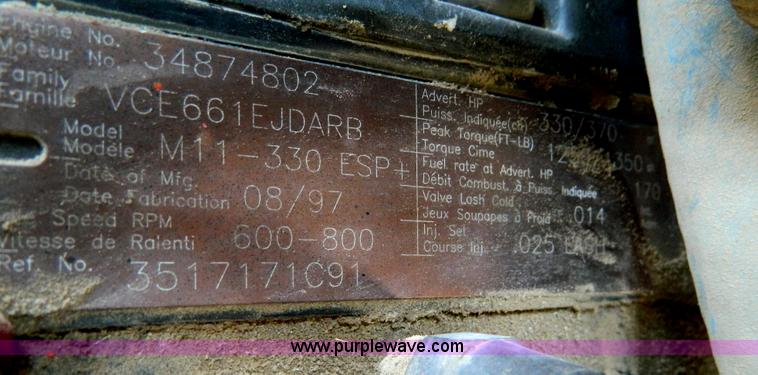 Engine No.
Moteur No. 34874802
Family
Famille VCE661EJDARB
Model
Modèle M11-330 ESP+
Date of Mfg.
Date Fabrication 08/97
Speed RPM
Vitesse de Ralenti 600-800
Ref. No. 3517171C91
Advert. HP
Puiss. Indiquée(ch) 330/370
Peak Torque(FT-LB)
Torque Cime 1350
Fuel rate at Advert. HP
Débit Combust. à Puiss. Indiquée 170
Valve Lash Cold
Jeux Soupapes à Froid .014
Inj. Set
Course Inj. .025 LASH
www.purplewave.com